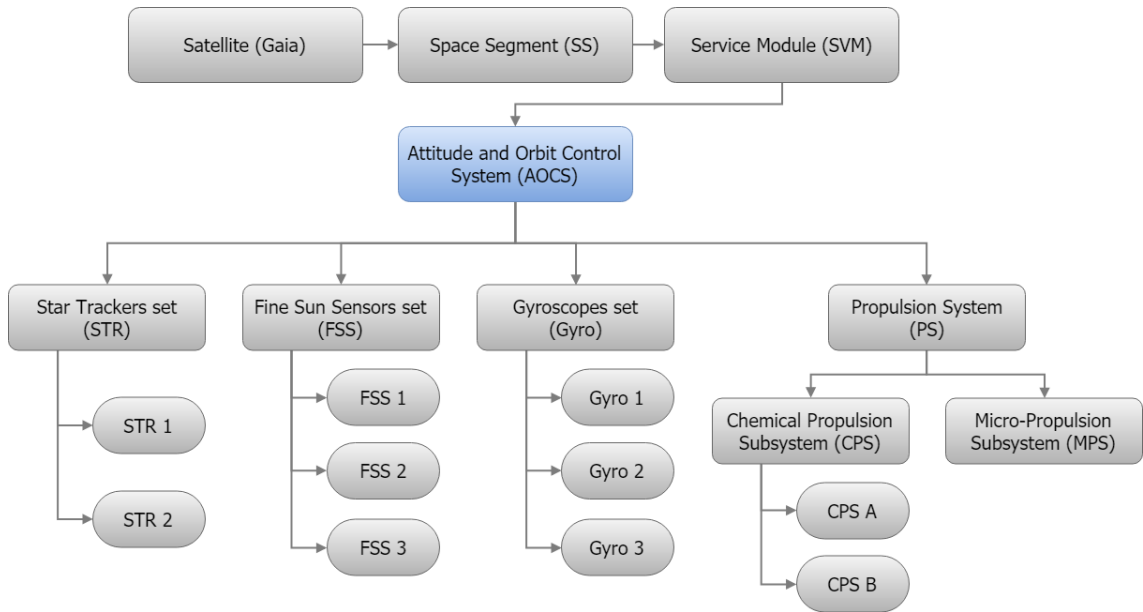 Satellite (Gaia)
Space Segment (SS)
Service Module (SVM)
Attitude and Orbit Control
System (AOCS)
Star Trackers set
(STR)
Fine Sun Sensors set
(FSS)
Gyroscopes set
(Gyro)
Propulsion System
(PS)
STR 1
STR 2
FSS 1
FSS 2
FSS 3
Gyro 1
Gyro 2
Gyro 3
Chemical Propulsion
Subsystem (CPS)
Micro-Propulsion
Subsystem (MPS)
CPS A
CPS B